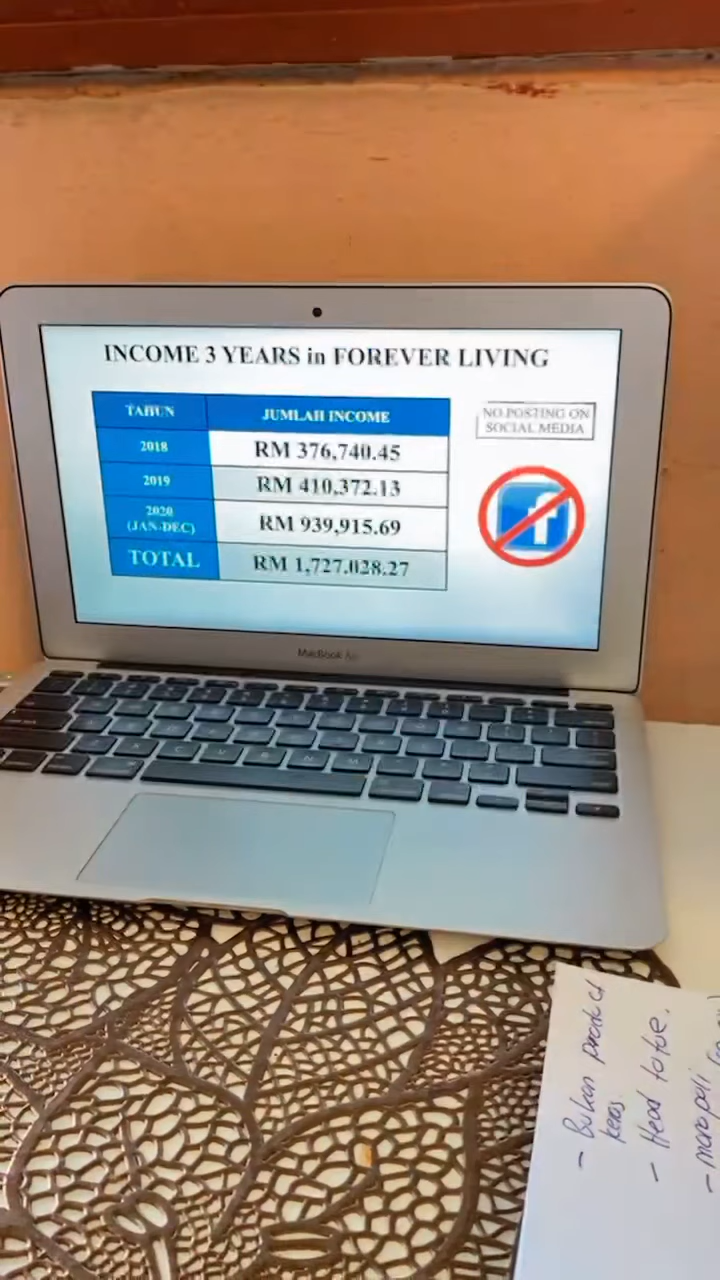 INCOME 3 YEARS in FOREVER LIVING
TAHUN JUMLAH INCOME
2018 RM 376,740.45
2019 RM 410,372.13
2020
(JAN-DEC) RM 939,915.69
TOTAL RM 1,727,028.27
NO POSTING ON
SOCIAL MEDIA
f
MacBook Air
- Bukan product
keras.
- Head to toe.